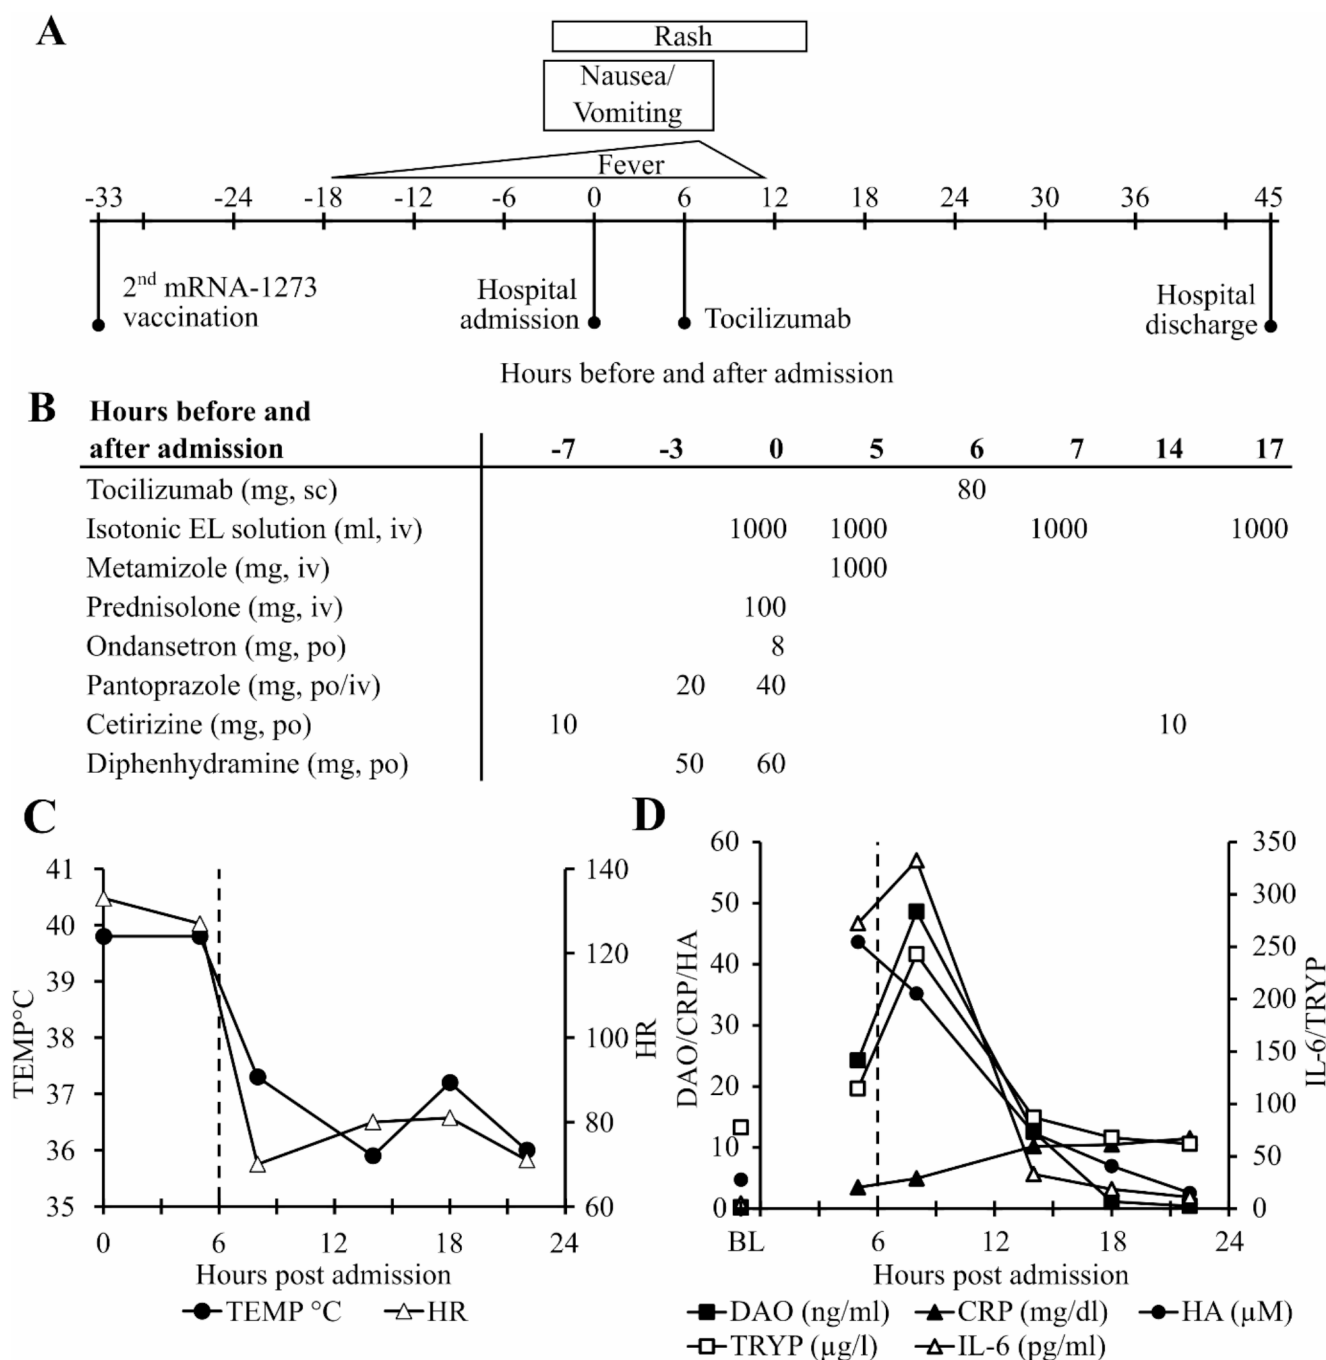 A
Rash
Nausea/
Vomiting
Fever
-33 -24 -18 -12 -6 0 6 12 18 24 30 36 45
2nd mRNA-1273
vaccination
Hospital
admission
Tocilizumab
Hospital
discharge
Hours before and after admission
B
Hours before and
after admission -7 -3 0 5 6 7 14 17
Tocilizumab (mg, sc) 80
Isotonic EL solution (ml, iv) 1000 1000 1000 1000
Metamizole (mg, iv) 1000
Prednisolone (mg, iv) 100
Ondansetron (mg, po) 8
Pantoprazole (mg, po/iv) 20 40
Cetirizine (mg, po) 10 10
Diphenhydramine (mg, po) 50 60
C
TEMP°C
41
40
39
38
37
36
35
140
120
100
80
60
HR
0 6 12 18 24
Hours post admission
TEMP °C HR
D
DAO/CRP/HA
60
50
40
30
20
10
0
350
300
250
200
150
100
50
0
IL-6/TRYP
BL 6 12 18 24
Hours post admission
DAO (ng/ml) CRP (mg/dl) HA (µM)
TRYP (µg/l) IL-6 (pg/ml)